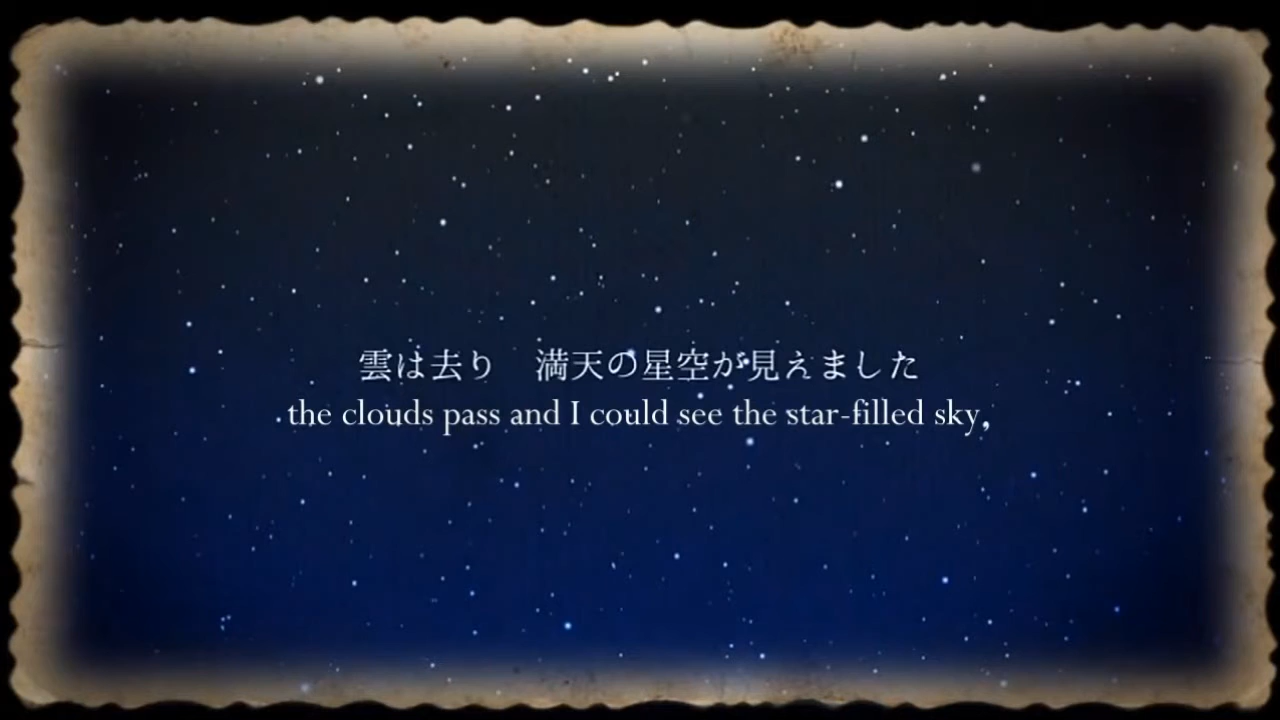 雲は去り　満天の星空が見えました
the clouds pass and I could see the star-filled sky,